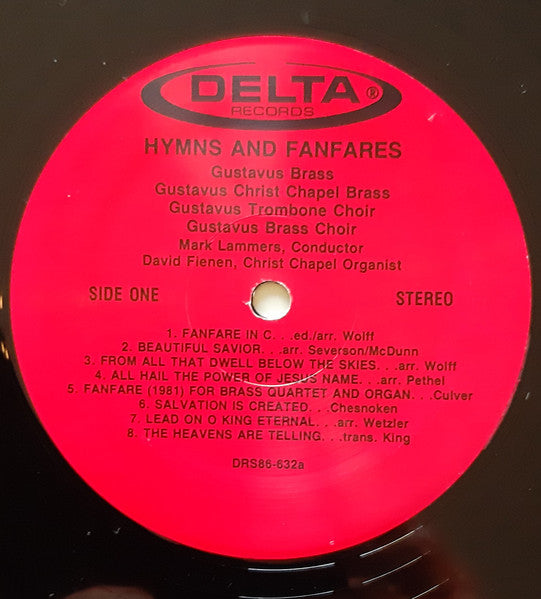 DELTA ®
RECORDS
HYMNS AND FANFARES
Gustavus Brass
Gustavus Christ Chapel Brass
Gustavus Trombone Choir
Gustavus Brass Choir
Mark Lammers, Conductor
David Fienen, Christ Chapel Organist
SIDE ONE STEREO
1. FANFARE IN C. . .ed./arr. Wolff
2. BEAUTIFUL SAVIOR. . .arr. Severson/McDunn
3. FROM ALL THAT DWELL BELOW THE SKIES. . .arr. Wolff
4. ALL HAIL THE POWER OF JESUS NAME. . .arr. Pethel
5. FANFARE (1981) FOR BRASS QUARTET AND ORGAN. . .Culver
6. SALVATION IS CREATED. . .Chesnoken
7. LEAD ON O KING ETERNAL. . .arr. Wetzler
8. THE HEAVENS ARE TELLING. . .trans. King
DRS86-632a